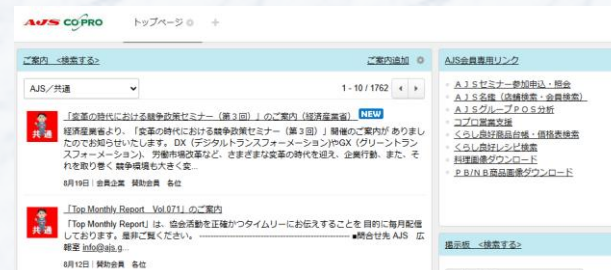 AJS CO・PRO トップページ
ご案内 <検索する> ご案内追加
AJS/共通 1 - 10 / 1762
共通
「変革の時代における競争政策セミナー(第3回)」のご案内(経済産業省) NEW
経済産業省より、「変革の時代における競争政策セミナー(第3回)」開催のご案内が ありまし
たのでお知らせいたします。 DX(デジタルトランスフォーメーション)やGX(グリーントラン
スフォーメーション)、 労働市場改革など、さまざまな変革の時代を迎え、企業行動、また、そ
れを取り巻く 競争環境も大きく変...
8月19日 | 会員企業 賛助会員 各位
共通
「Top Monthly Report Vol.071」のご案内
「Top Monthly Report」は、協会活動を正確かつタイムリーにお伝えすることを 目的に毎月配信
しております。是非ご覧ください。 ------------------------------ ■問合せ先 AJS 広
報室 info@ajs.g...
8月12日 | 賛助会員 各位
AJS会員専用リンク
AJSセミナー参加申込・照会
AJS名鑑(店舗検索・会員検索)
AJSグループPOS分析
コプロ営業支援
くらし良好商品台帳・価格表検索
くらし良好レシピ検索
料理画像ダウンロード
PB/NB商品画像ダウンロード
掲示板 <検索する>